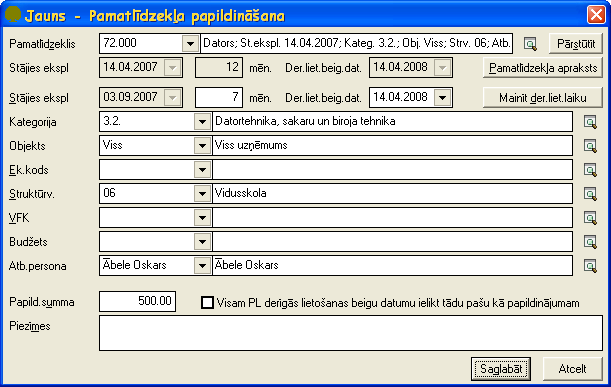 Jauns - Pamatlīdzekļa papildināšana
Pamatlīdzeklis 72.000 Dators; St.ekspl. 14.04.2007; Kateg. 3.2.; Obj. Viss; Strv. 06; Atb. Pārsūtīt
Stājies ekspl 14.04.2007 12 mēn. Der.liet.beig.dat. 14.04.2008 Pamatlīdzekļa apraksts
Stājies ekspl 03.09.2007 7 mēn. Der.liet.beig.dat. 14.04.2008 Mainīt der.liet.laiku
Kategorija 3.2. Datortehnika, sakaru un biroja tehnika
Objekts Viss Viss uzņēmums
Ek.kods
Struktūrv. 06 Vidusskola
VFK
Budžets
Atb.persona Ābele Oskars Ābele Oskars
Papild.summa 500.00 Visam PL derīgās lietošanas beigu datumu ielikt tādu pašu kā papildinājumam
Piezīmes
Saglabāt Atcelt